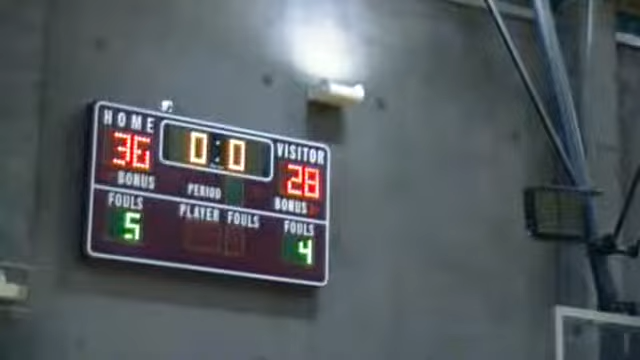 HOME 0:0 VISITOR
36 28
BONUS PERIOD BONUS
FOULS PLAYER FOULS FOULS
5 4